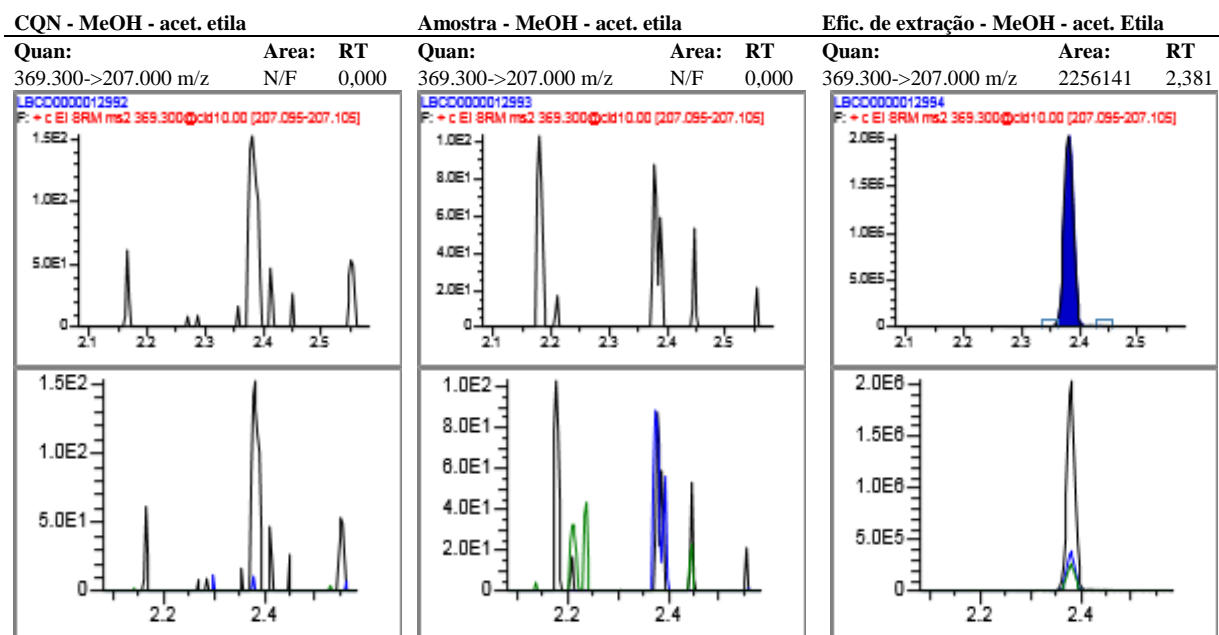 CQN - MeOH - acet. etila
Quan: Area: RT
369.300->207.000 m/z N/F 0,000
LBCD0000012992
F: + c EI SRM ms2 369.300@cid10.00 [207.095-207.105]
1.5E2
1.0E2
5.0E1
0
2.1 2.2 2.3 2.4 2.5
1.5E2
1.0E2
5.0E1
0
2.2 2.4
Amostra - MeOH - acet. etila
Quan: Area: RT
369.300->207.000 m/z N/F 0,000
LBCD0000012993
F: + c EI SRM ms2 369.300@cid10.00 [207.095-207.105]
1.0E2
8.0E1
6.0E1
4.0E1
2.0E1
0
2.1 2.2 2.3 2.4 2.5
1.0E2
8.0E1
6.0E1
4.0E1
2.0E1
0
2.2 2.4
Efic. de extração - MeOH - acet. Etila
Quan: Area: RT
369.300->207.000 m/z 2256141 2,381
LBCD0000012994
F: + c EI SRM ms2 369.300@cid10.00 [207.095-207.105]
2.0E6
1.5E6
1.0E6
5.0E5
0
2.1 2.2 2.3 2.4 2.5
2.0E6
1.5E6
1.0E6
5.0E5
0
2.2 2.4